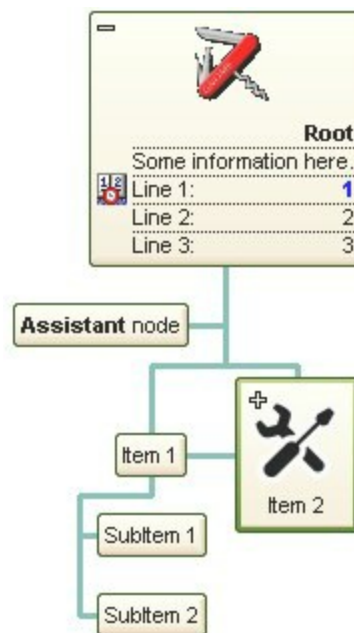 Root
Some information here.
Line 1: 1
Line 2: 2
Line 3: 3
Assistant node
Item 1
Item 2
SubItem 1
SubItem 2